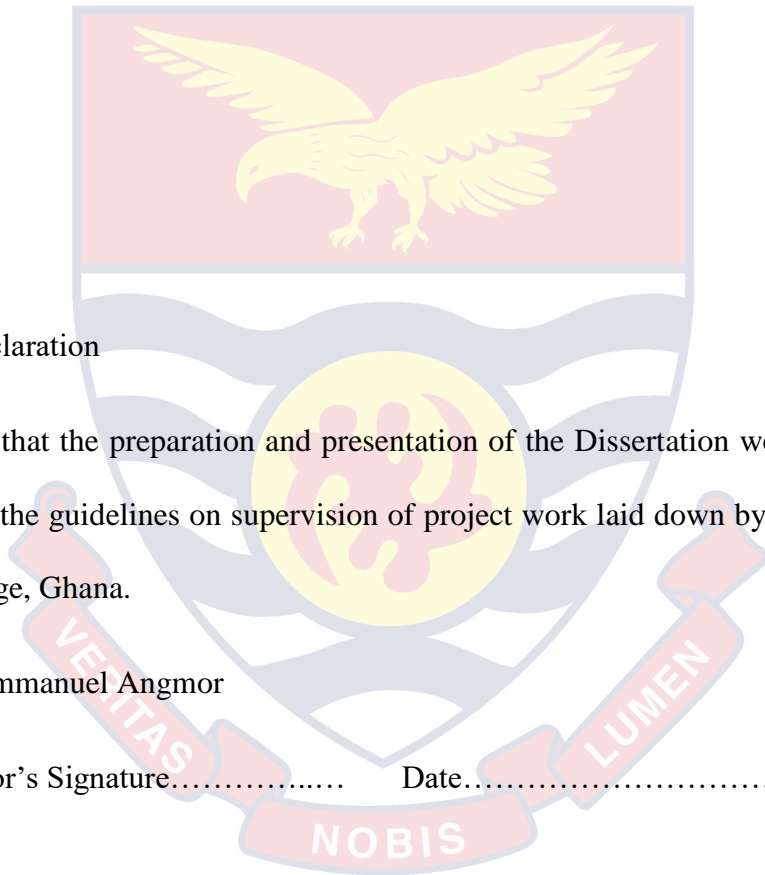 claration
that the preparation and presentation of the Dissertation we
the guidelines on supervision of project work laid down by
ge, Ghana.
mmanuel Angmor
or’s Signature…………..… Date……………………….
VERITAS
NOBIS
LUMEN